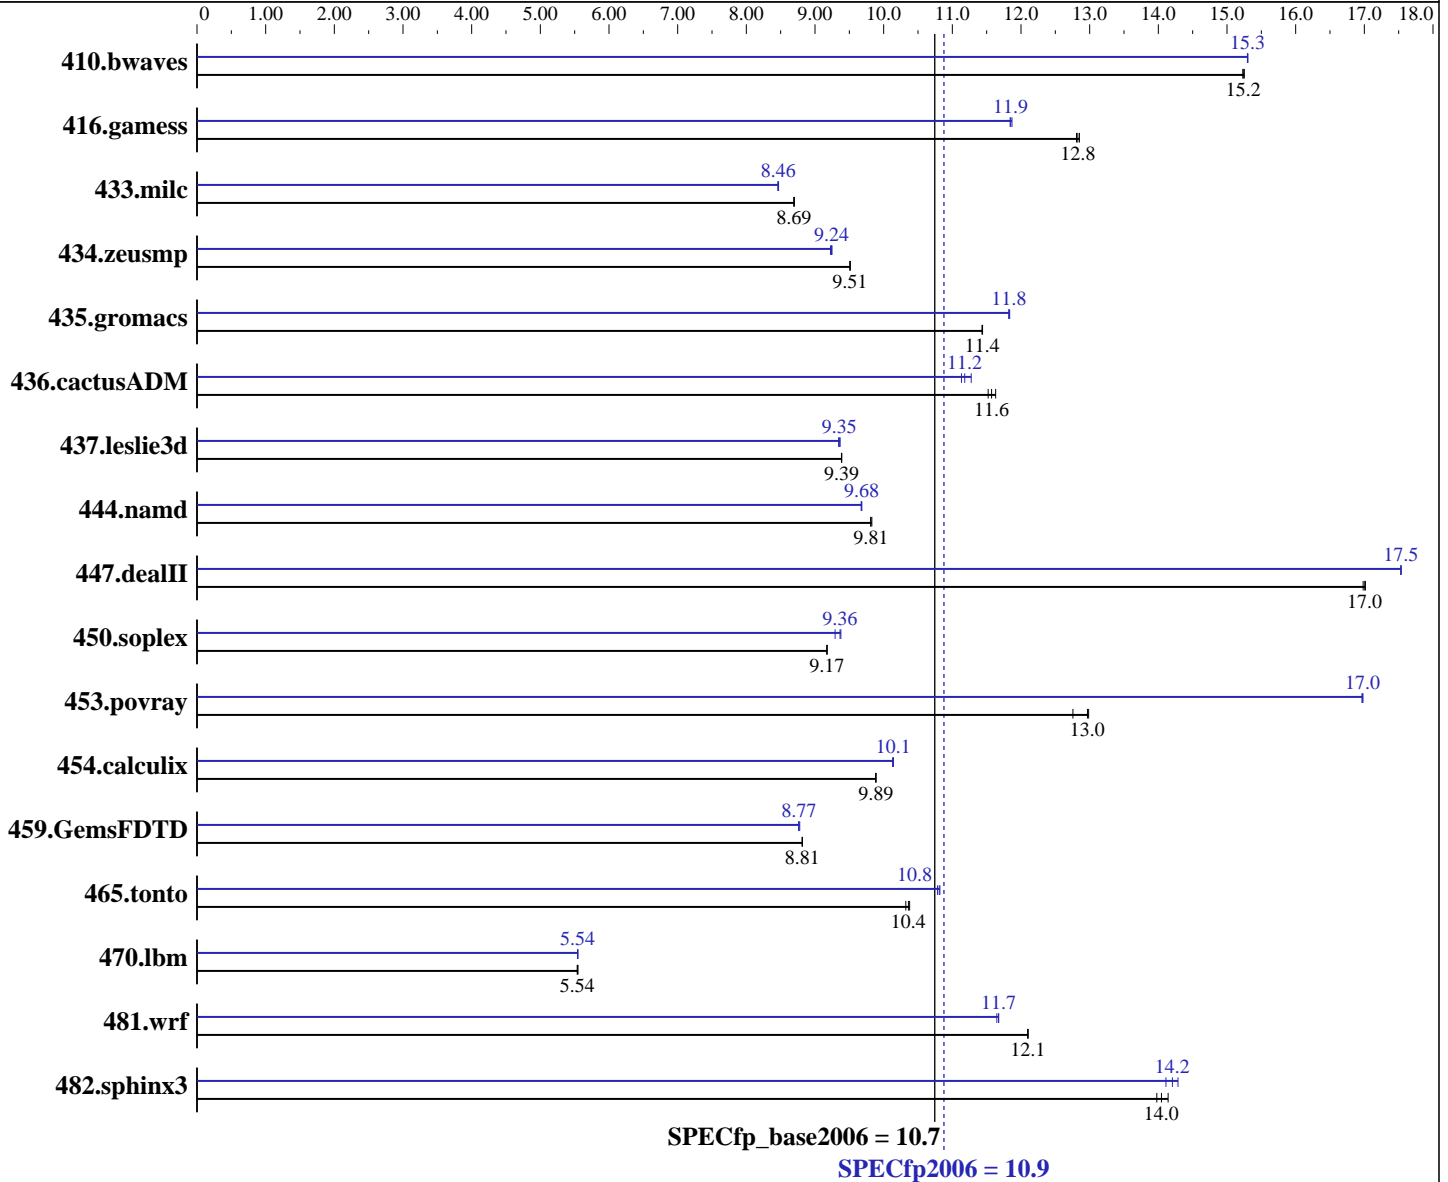 0 1.00 2.00 3.00 4.00 5.00 6.00 7.00 8.00 9.00 10.0 11.0 12.0 13.0 14.0 15.0 16.0 17.0 18.0
15.3
410.bwaves
15.2
11.9
416.gamess
12.8
8.46
433.milc
8.69
9.24
434.zeusmp
9.51
11.8
435.gromacs
11.4
11.2
436.cactusADM
11.6
9.35
437.leslie3d
9.39
9.68
444.namd
9.81
17.5
447.dealII
17.0
9.36
450.soplex
9.17
17.0
453.povray
13.0
10.1
454.calculix
9.89
8.77
459.GemsFDTD
8.81
10.8
465.tonto
10.4
5.54
470.lbm
5.54
11.7
481.wrf
12.1
14.2
482.sphinx3
14.0
SPECfp_base2006 = 10.7
SPECfp2006 = 10.9